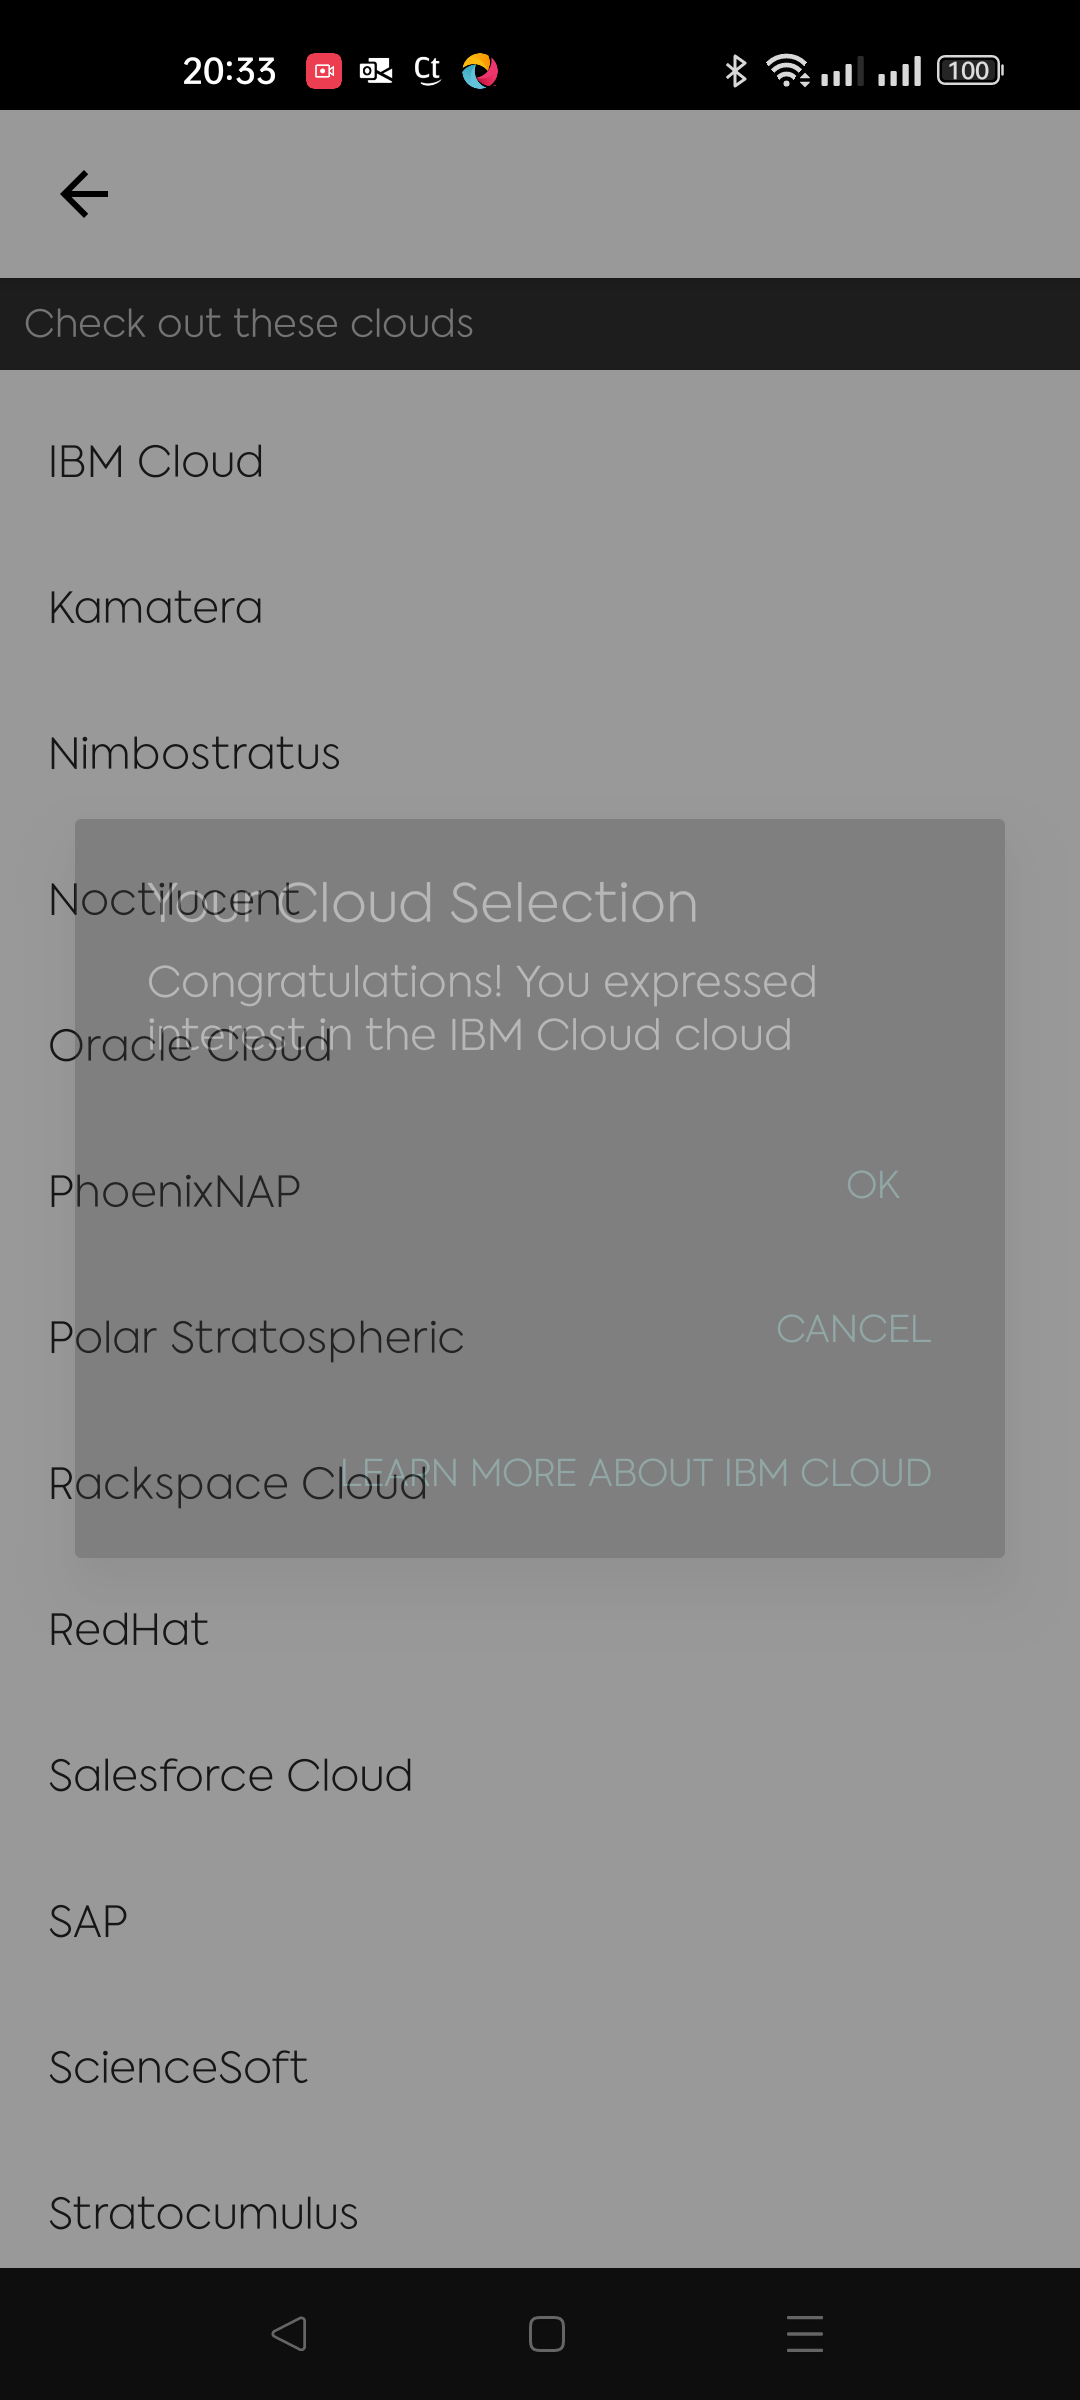 20:33
Ct
100
Check out these clouds
IBM Cloud
Kamatera
Nimbostratus
Noctilucent
Your Cloud Selection
Congratulations! You expressed
interest in the IBM Cloud cloud
Oracle Cloud
PhoenixNAP
OK
Polar Stratospheric
CANCEL
Rackspace Cloud
LEARN MORE ABOUT IBM CLOUD
RedHat
Salesforce Cloud
SAP
ScienceSoft
Stratocumulus